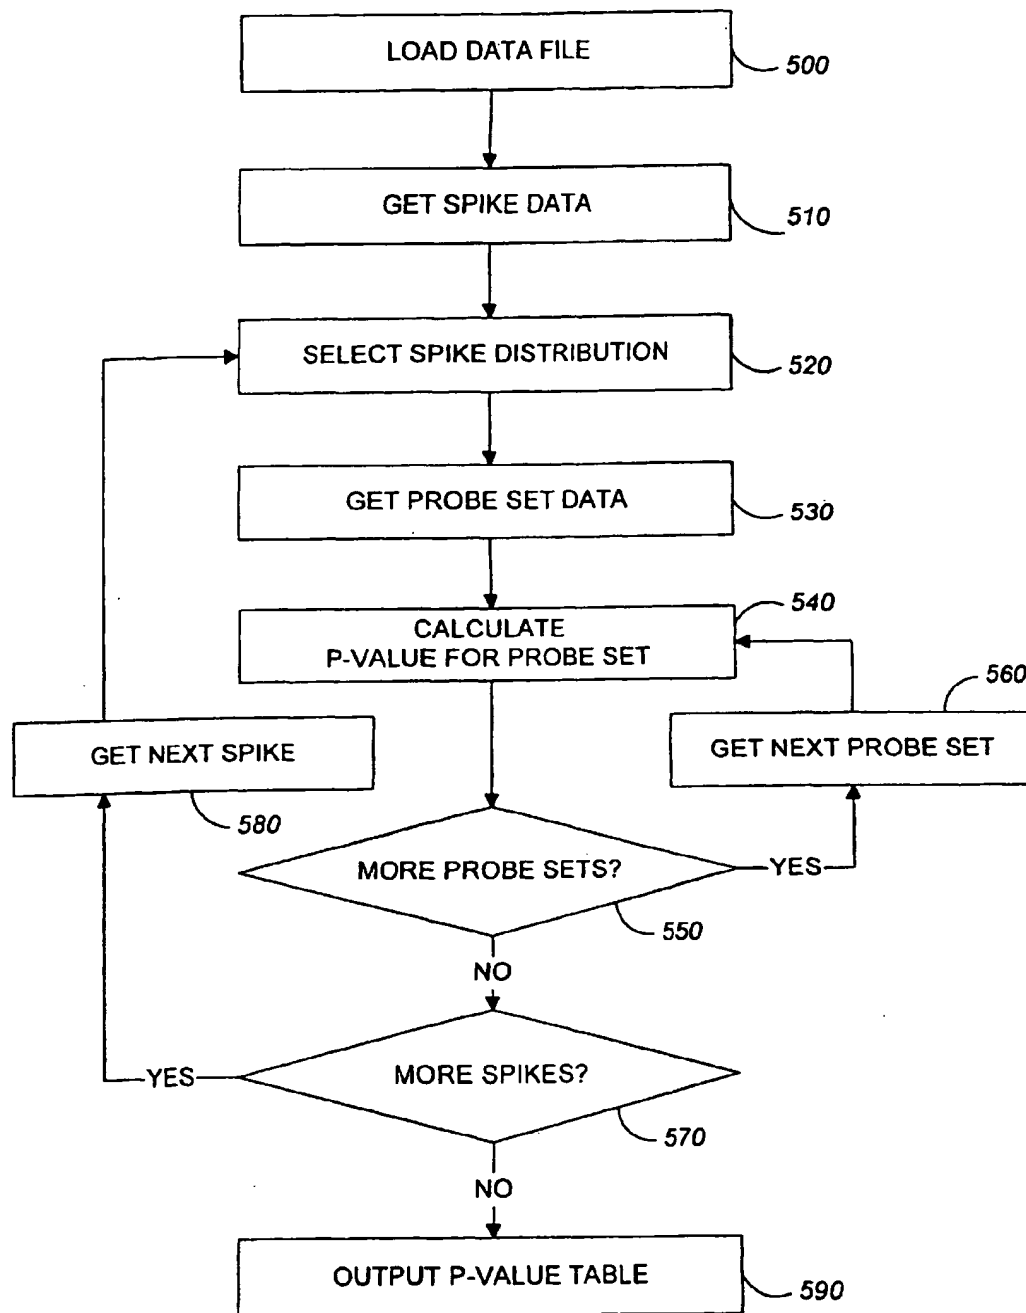 LOAD DATA FILE
500
GET SPIKE DATA
510
SELECT SPIKE DISTRIBUTION
520
GET PROBE SET DATA
530
540
CALCULATE
P-VALUE FOR PROBE SET
560
GET NEXT SPIKE
GET NEXT PROBE SET
580
MORE PROBE SETS?
YES
550
NO
YES
MORE SPIKES?
570
NO
OUTPUT P-VALUE TABLE
590